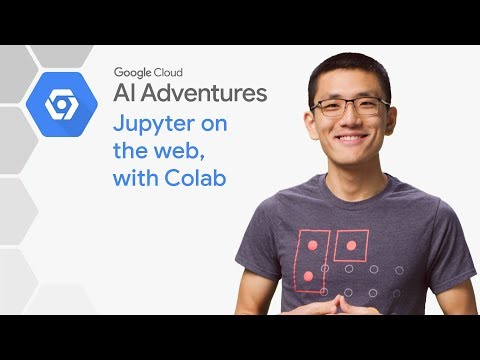 Google Cloud
AI Adventures
Jupyter on
the web,
with Colab